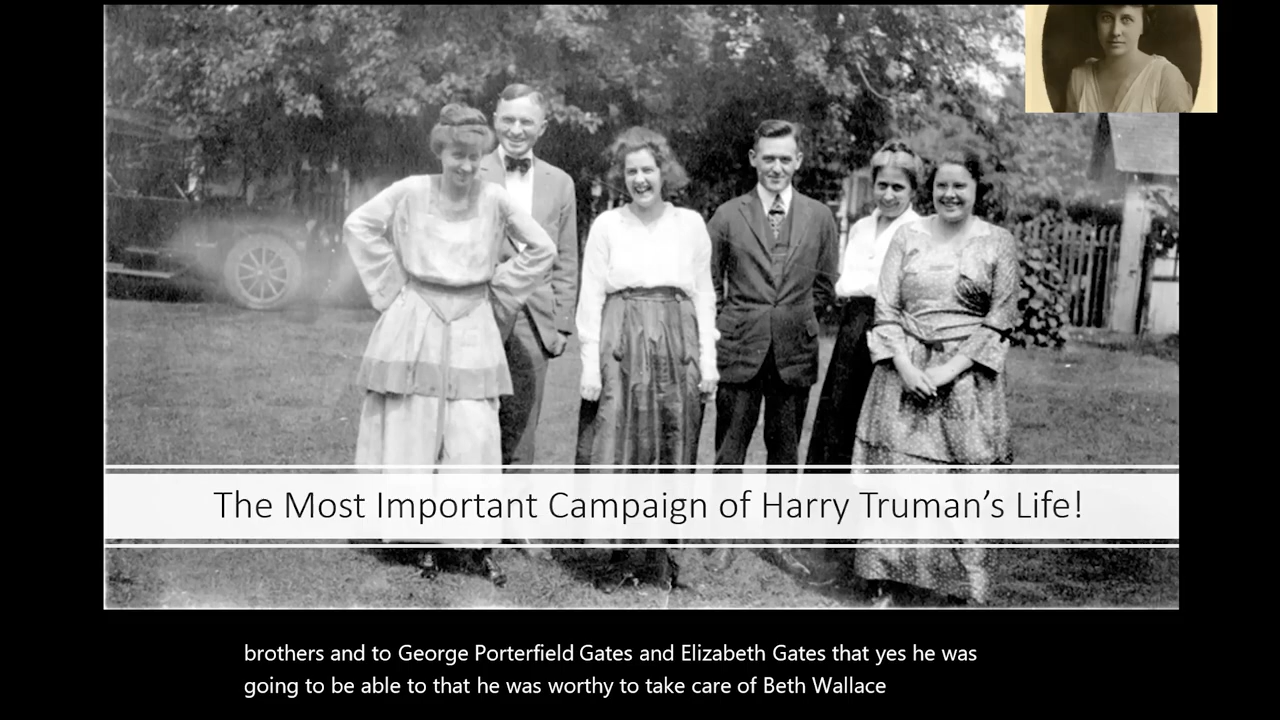 The Most Important Campaign of Harry Truman’s Life!
brothers and to George Porterfield Gates and Elizabeth Gates that yes he was
going to be able to that he was worthy to take care of Beth Wallace